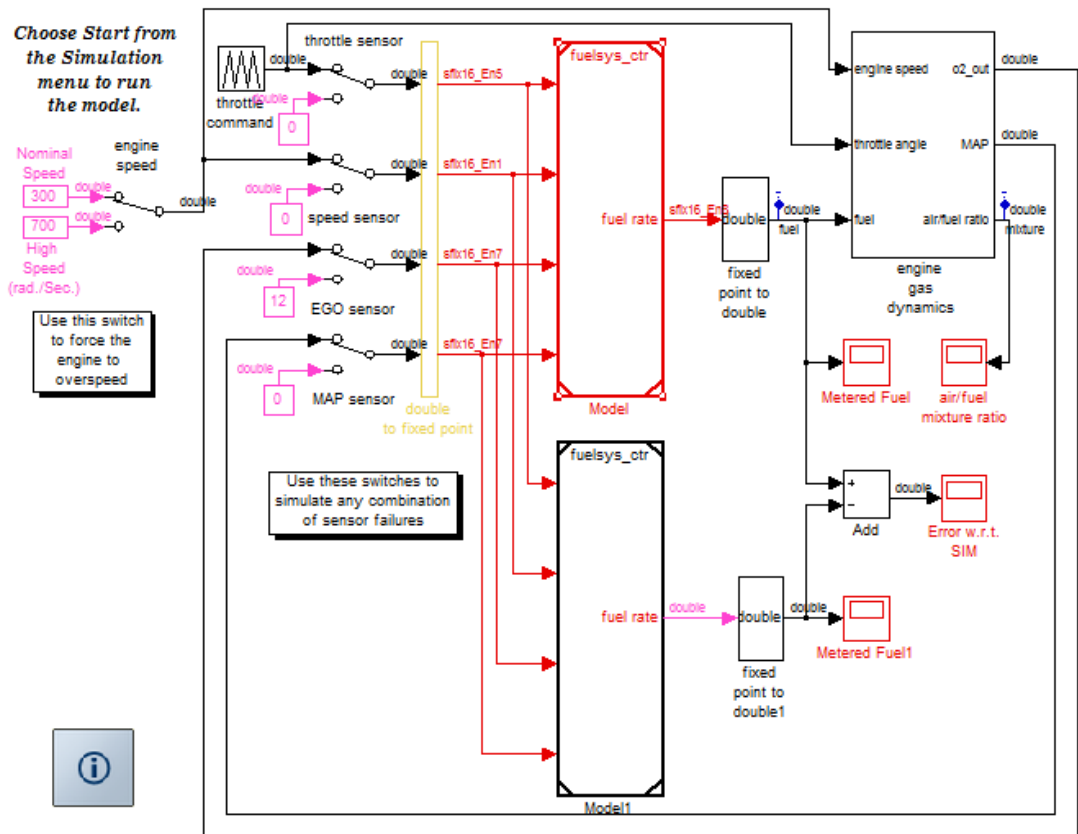 Choose Start from
the Simulation
menu to run
the model.
Nominal
Speed
300
double
700
double
High
Speed
(rad./Sec.)
engine
speed
double
Use this switch
to force the
engine to
overspeed
double
throttle
command
throttle sensor
double
0
double
sfix16_En5
double
0
speed sensor
double
sfix16_En1
double
12
EGO sensor
double
sfix16_En7
double
0
MAP sensor
double
sfix16_En7
double
to fixed point
Use these switches to
simulate any combination
of sensor failures
fuelsys_ctr
fuel rate
Model
fuelsys_ctr
fuel rate
Model1
double
fixed
point to
double
double
fuel
double
double
fixed
point to
double1
double
engine speed
throttle angle
fuel
o2_out
MAP
air/fuel ratio
engine
gas
dynamics
double
double
double
mixture
Metered Fuel
air/fuel
mixture ratio
+
−
Add
double
Error w.r.t.
SIM
Metered Fuel1